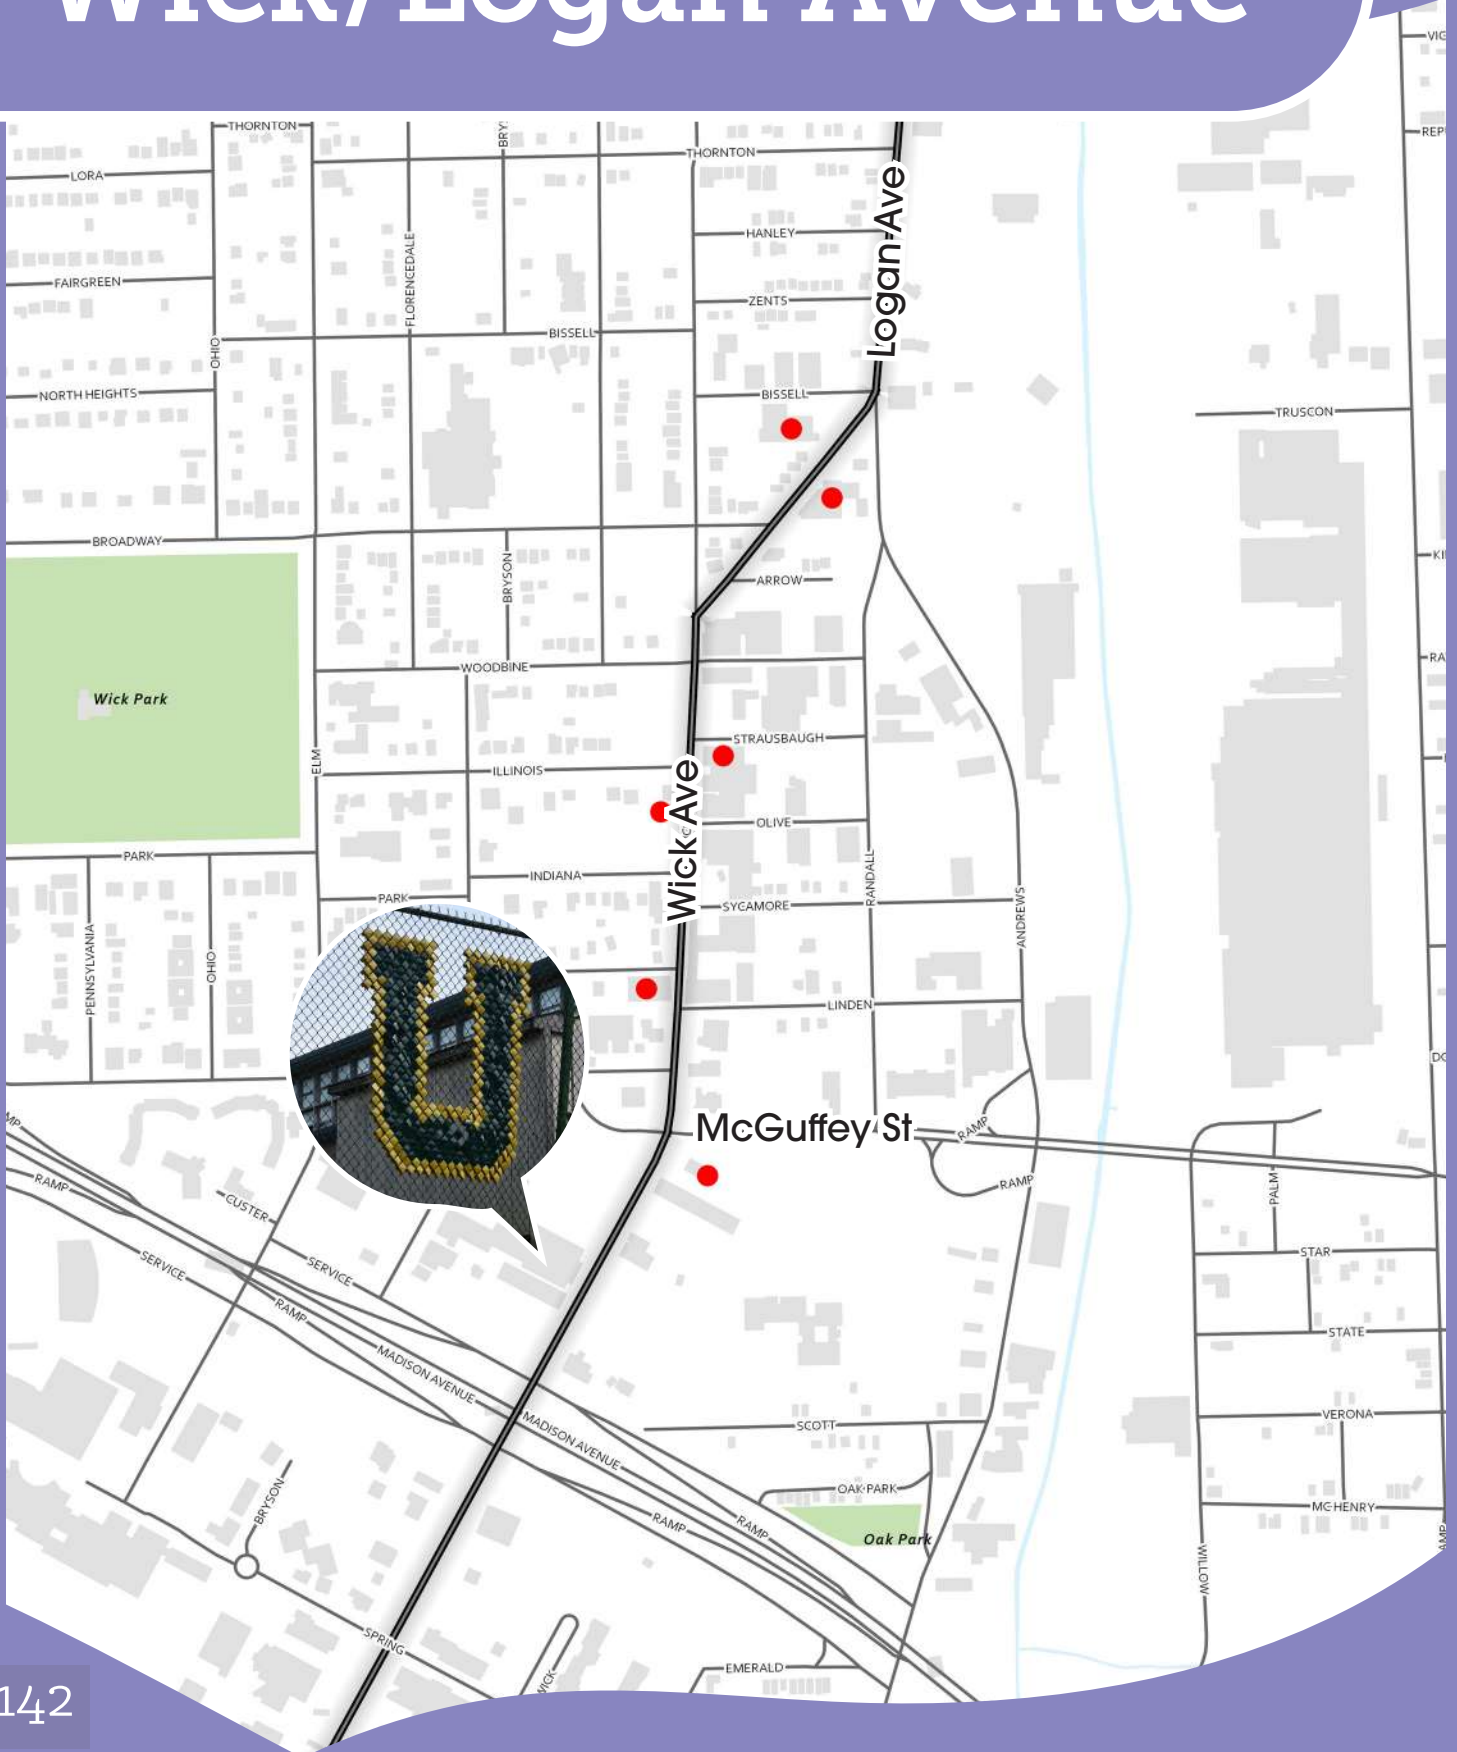 Wick/Logan Avenue
THORNTON
BRY
THORNTON
LORA
HANLEY
Logan Ave
FAIRGREEN
FLORENCEDALE
ZENTS
BISSELL
OHIO
NORTH HEIGHTS
BISSELL
TRUSCON
BROADWAY
BRYSON
ARROW
WOODBINE
Wick Park
STRAUSBAUGH
ELM
ILLINOIS
Wick Ave
OLIVE
PARK
RANDALL
INDIANA
PARK
SYCAMORE
ANDREWS
PENNSYLVANIA
OHIO
U
LINDEN
McGuffey St
RAMP
RAMP
RAMP
PALM
CUSTER
SERVICE
SERVICE
STAR
RAMP
STATE
MADISON AVENUE
MADISON AVENUE
SCOTT
VERONA
OAK PARK
BRYSON
RAMP
RAMP
MCHENRY
Oak Park
WILLOW
SPRING
EMERALD
WICK
142